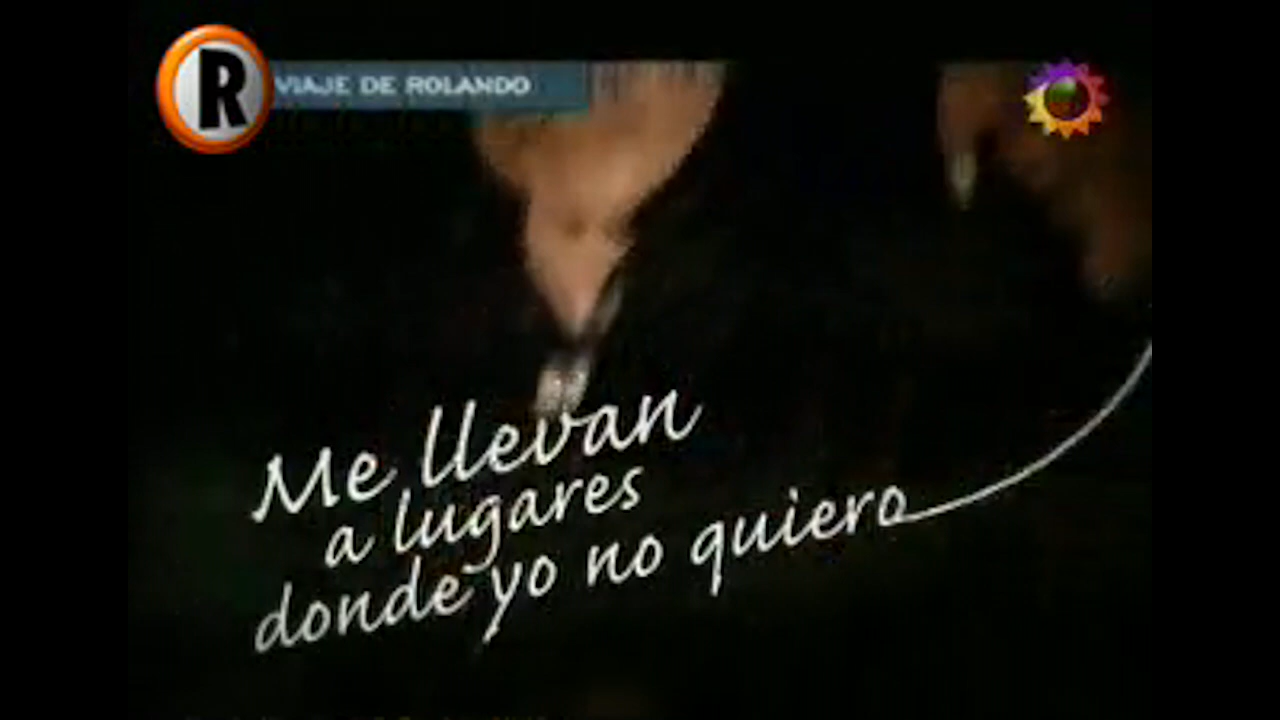 R
VIAJE DE ROLANDO
Me llevan
a lugares
donde yo no quiero